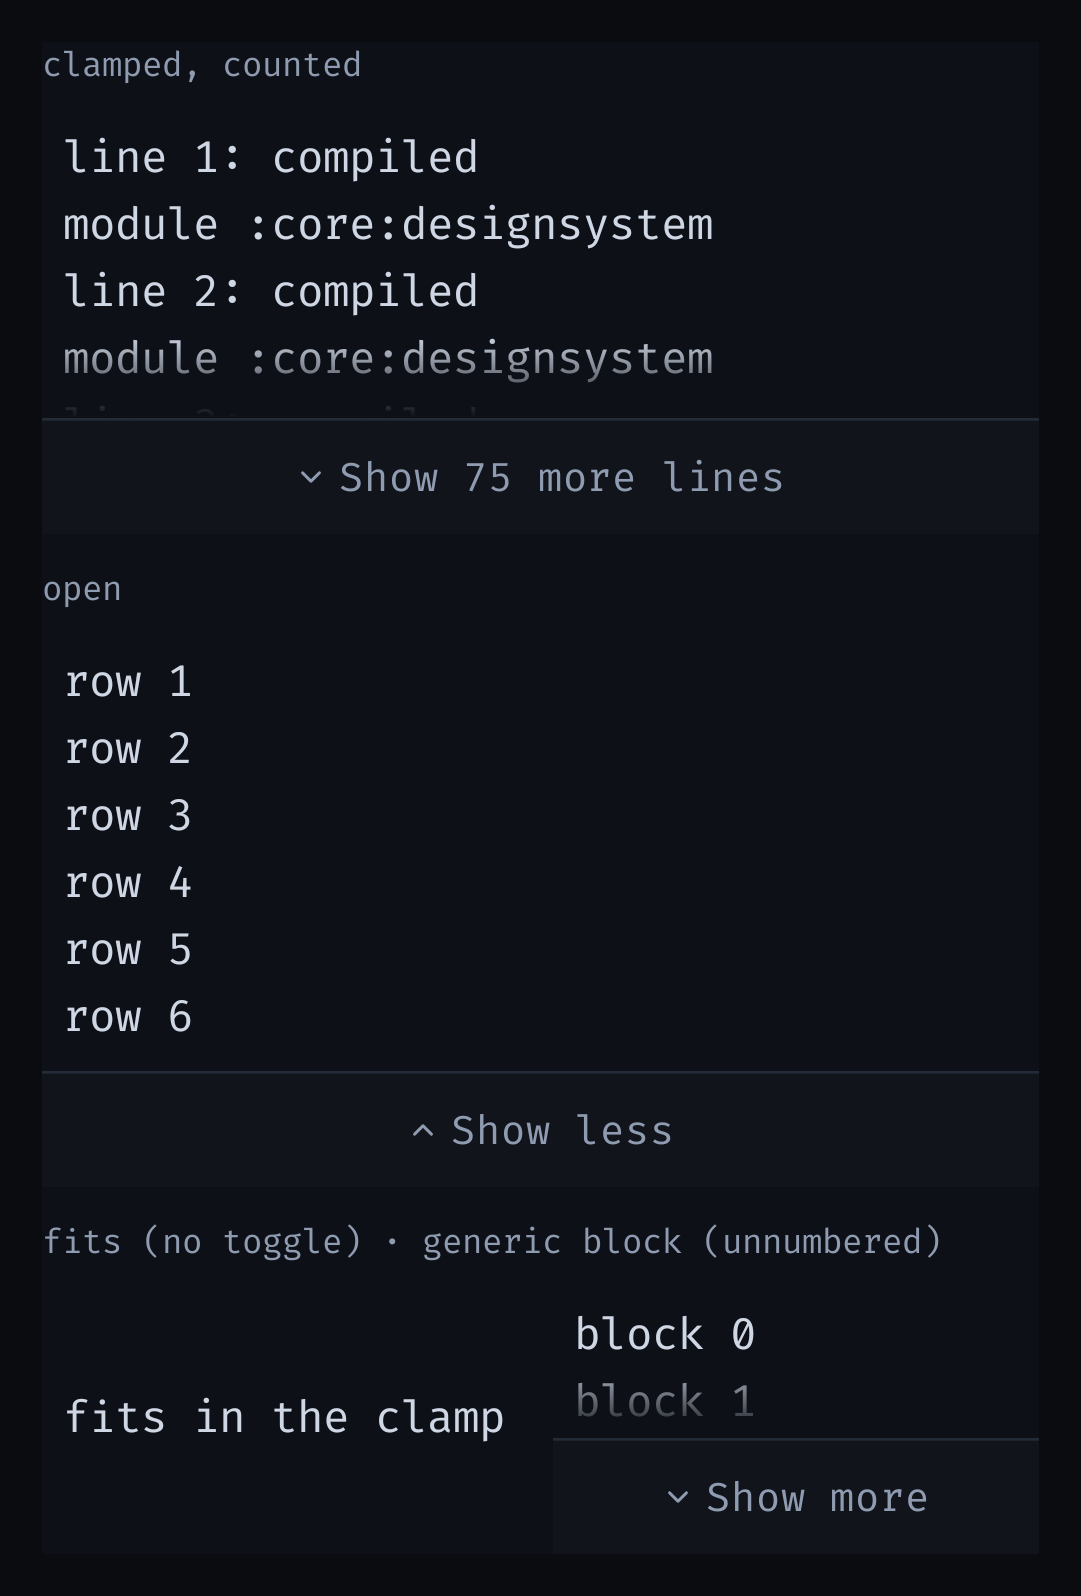 clamped, counted
line 1: compiled
module :core:designsystem
line 2: compiled
module :core:designsystem
Show 75 more lines
open
row 1
row 2
row 3
row 4
row 5
row 6
Show less
fits (no toggle) · generic block (unnumbered)
block 0
block 1
fits in the clamp
Show more